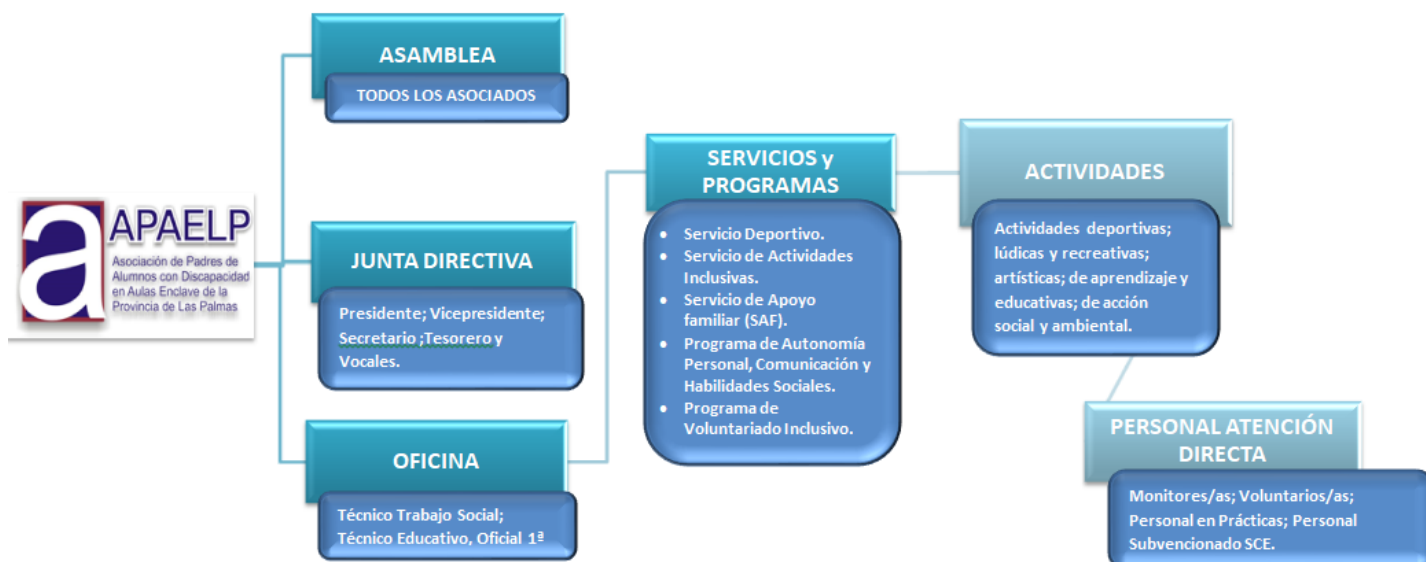 ASAMBLEA
TODOS LOS ASOCIADOS
a APAELP
Asociación de Padres de
Alumnos con Discapacidad
en Aulas Enclave de la
Provincia de Las Palmas
JUNTA DIRECTIVA
Presidente; Vicepresidente;
Secretario ;Tesorero y
Vocales.
OFICINA
Técnico Trabajo Social;
Técnico Educativo, Oficial 1ª
SERVICIOS y
PROGRAMAS
• Servicio Deportivo.
• Servicio de Actividades
Inclusivas.
• Servicio de Apoyo
familiar (SAF).
• Programa de Autonomía
Personal, Comunicación y
Habilidades Sociales.
• Programa de
Voluntariado Inclusivo.
ACTIVIDADES
Actividades deportivas;
lúdicas y recreativas;
artísticas; de aprendizaje y
educativas; de acción
social y ambiental.
PERSONAL ATENCIÓN
DIRECTA
Monitores/as; Voluntarios/as;
Personal en Prácticas; Personal
Subvencionado SCE.